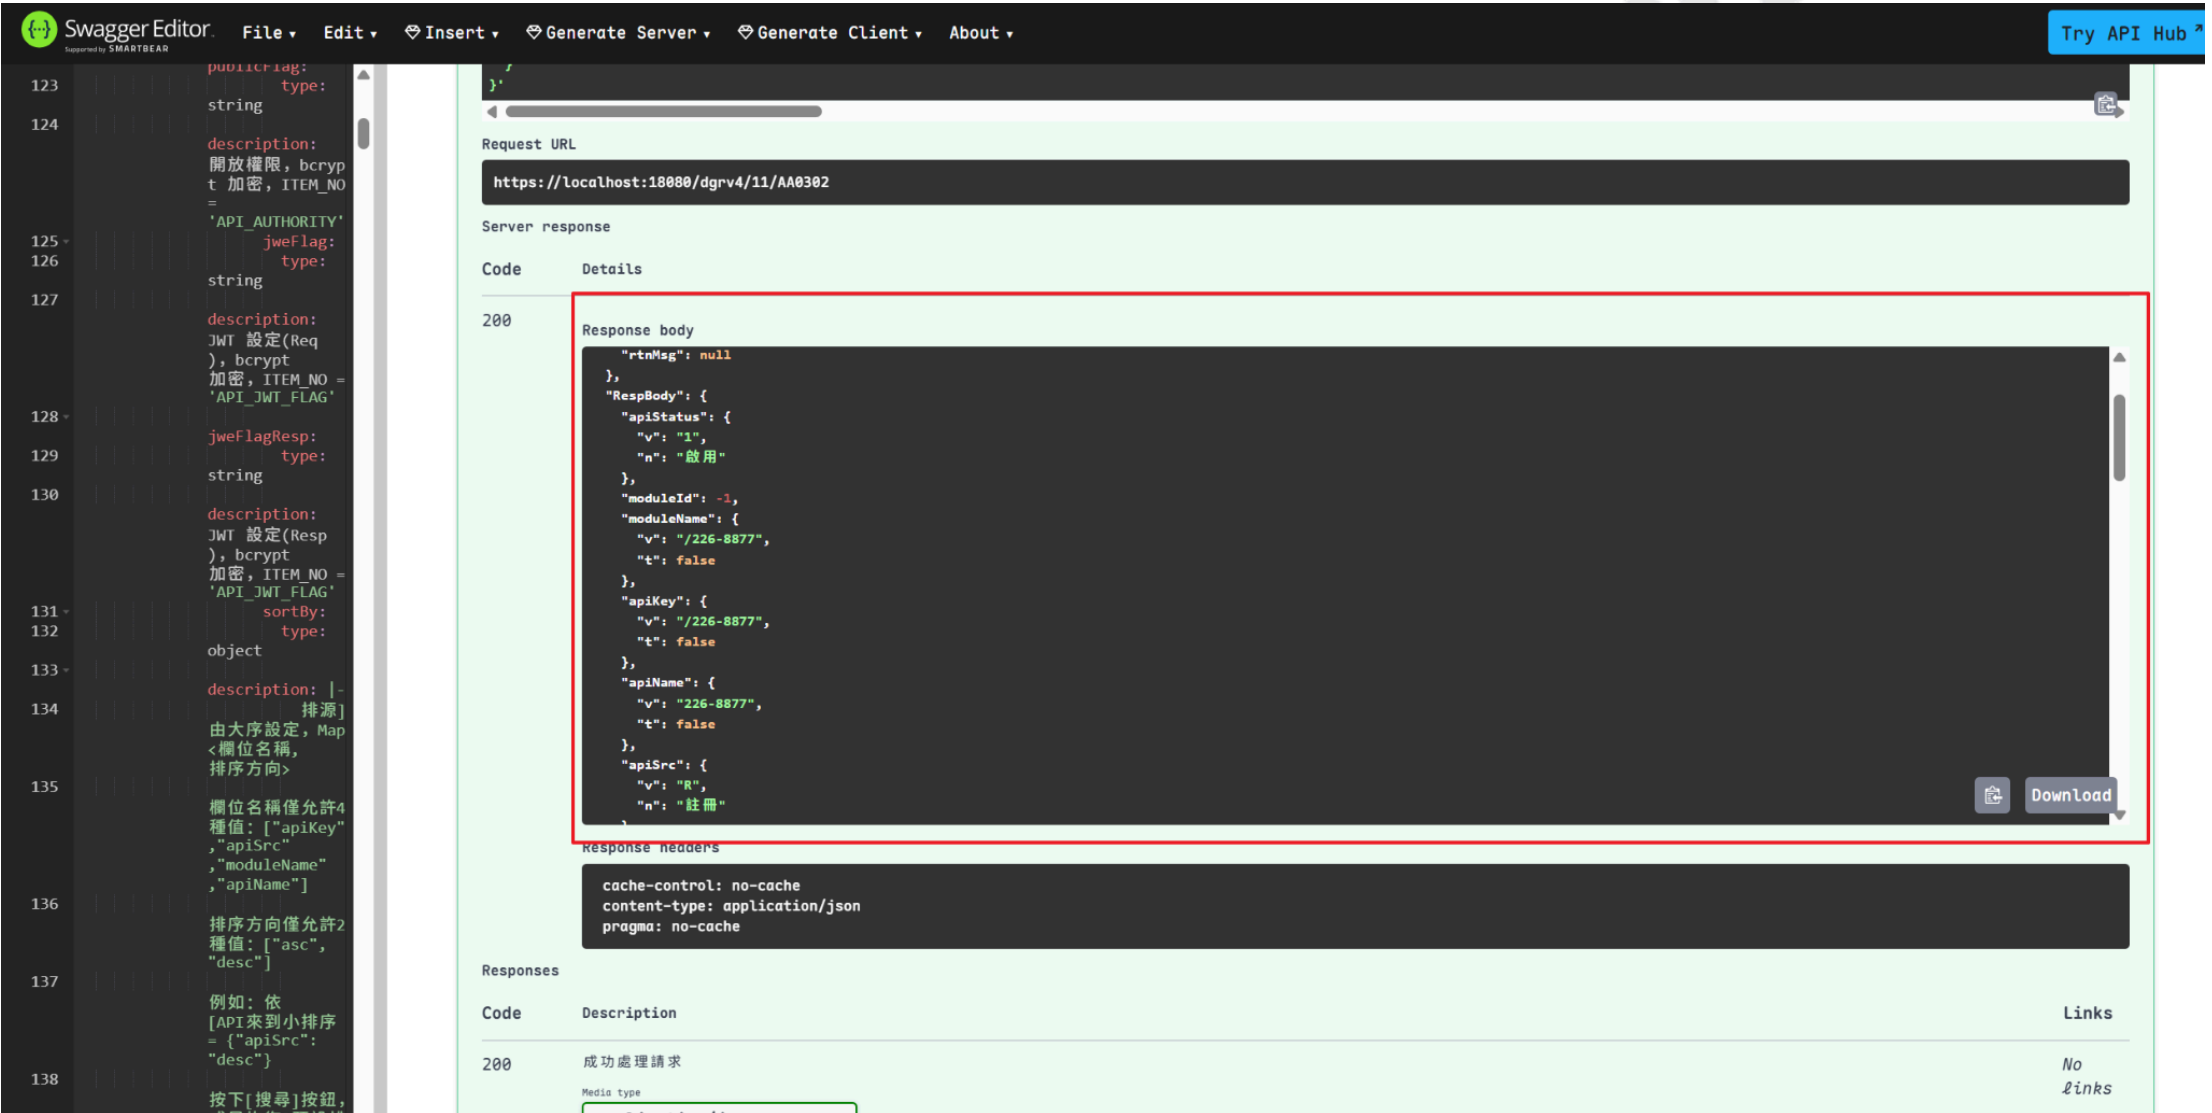 Swagger Editor.
Supported by SMARTBEAR
File
Edit
Insert
Generate Server
Generate Client
About
Try API Hub
publicFlag:
123
type:
string
124
description:
開放權限，bcryp
t 加密，ITEM_NO
=
'API_AUTHORITY'
125
jweFlag:
126
type:
string
127
description:
JWT 設定(Req
)，bcrypt
加密，ITEM_NO =
'API_JWT_FLAG'
128
jweFlagResp:
129
type:
string
130
description:
JWT 設定(Resp
)，bcrypt
加密，ITEM_NO =
'API_JWT_FLAG'
131
sortBy:
132
type:
object
133
description: |-
134
排源]
由大序設定，Map
<欄位名稱，
排序方向>
135
欄位名稱僅允許4
種值：["apiKey"
,"apiSrc"
,"moduleName"
,"apiName"]
136
排序方向僅允許2
種值：["asc",
"desc"]
137
例如：依
[API來到小排序
= {"apiSrc":
"desc"}
138
按下[搜尋]按鈕，
}
}'
Request URL
https://localhost:18080/dgrv4/11/AA0302
Server response
Code Details
200
Response body
"rtnMsg": null
},
"RespBody": {
"apiStatus": {
"v": "1",
"n": "啟用"
},
"moduleId": -1,
"moduleName": {
"v": "/226-8877",
"t": false
},
"apiKey": {
"v": "/226-8877",
"t": false
},
"apiName": {
"v": "226-8877",
"t": false
},
"apiSrc": {
"v": "R",
"n": "註冊"
Download
Response headers
cache-control: no-cache
content-type: application/json
pragma: no-cache
Responses
Code Description Links
200 成功處理請求 No
links
Media type